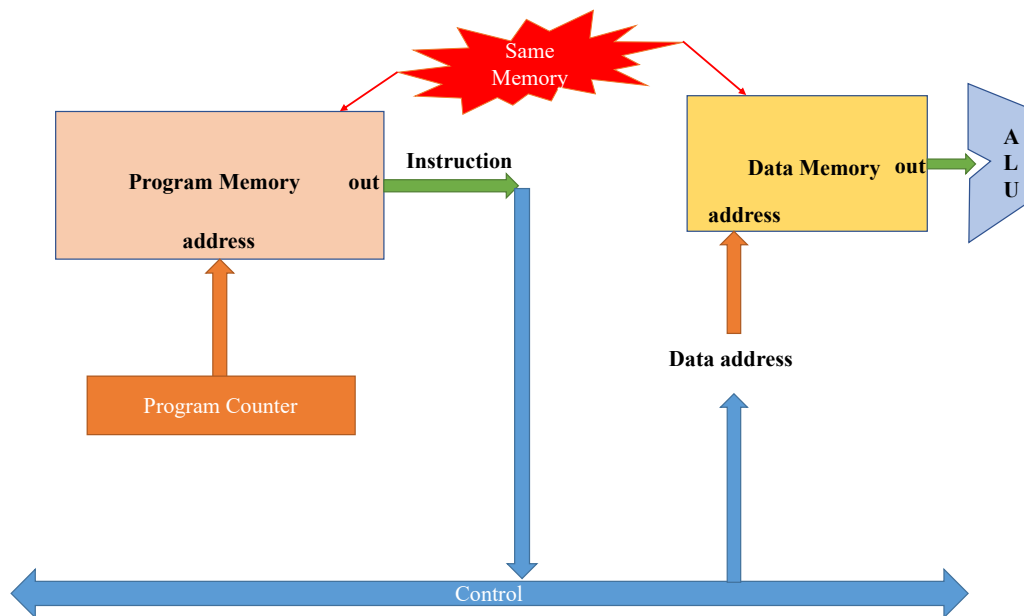 Same
Memory
Instruction
Program Memory
out
address
Program Counter
Data Memory
out
address
A
L
U
Data address
Control